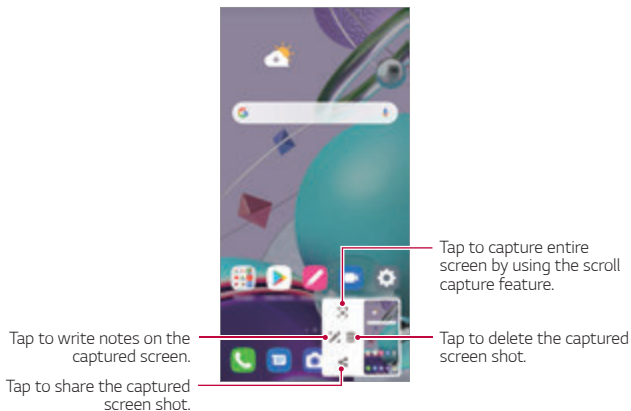 Tap to capture entire
screen by using the scroll
capture feature.
Tap to write notes on the
captured screen.
Tap to delete the captured
screen shot.
Tap to share the captured
screen shot.